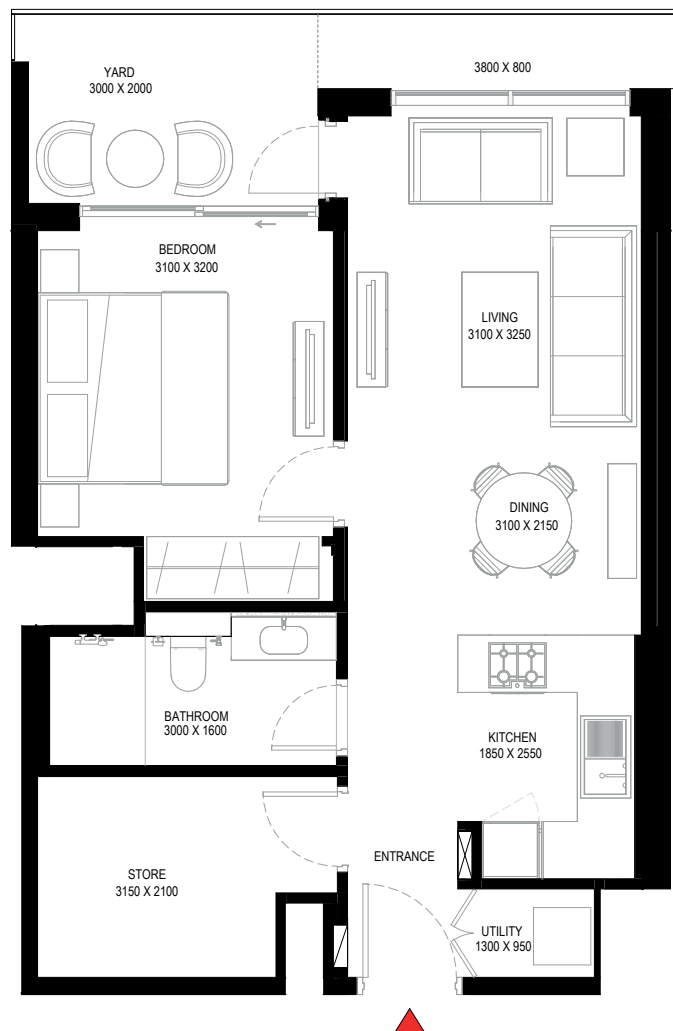 YARD
3000 X 2000
3800 X 800
BEDROOM
3100 X 3200
LIVING
3100 X 3250
DINING
3100 X 2150
BATHROOM
3000 X 1600
KITCHEN
1850 X 2550
ENTRANCE
STORE
3150 X 2100
UTILITY
1300 X 950